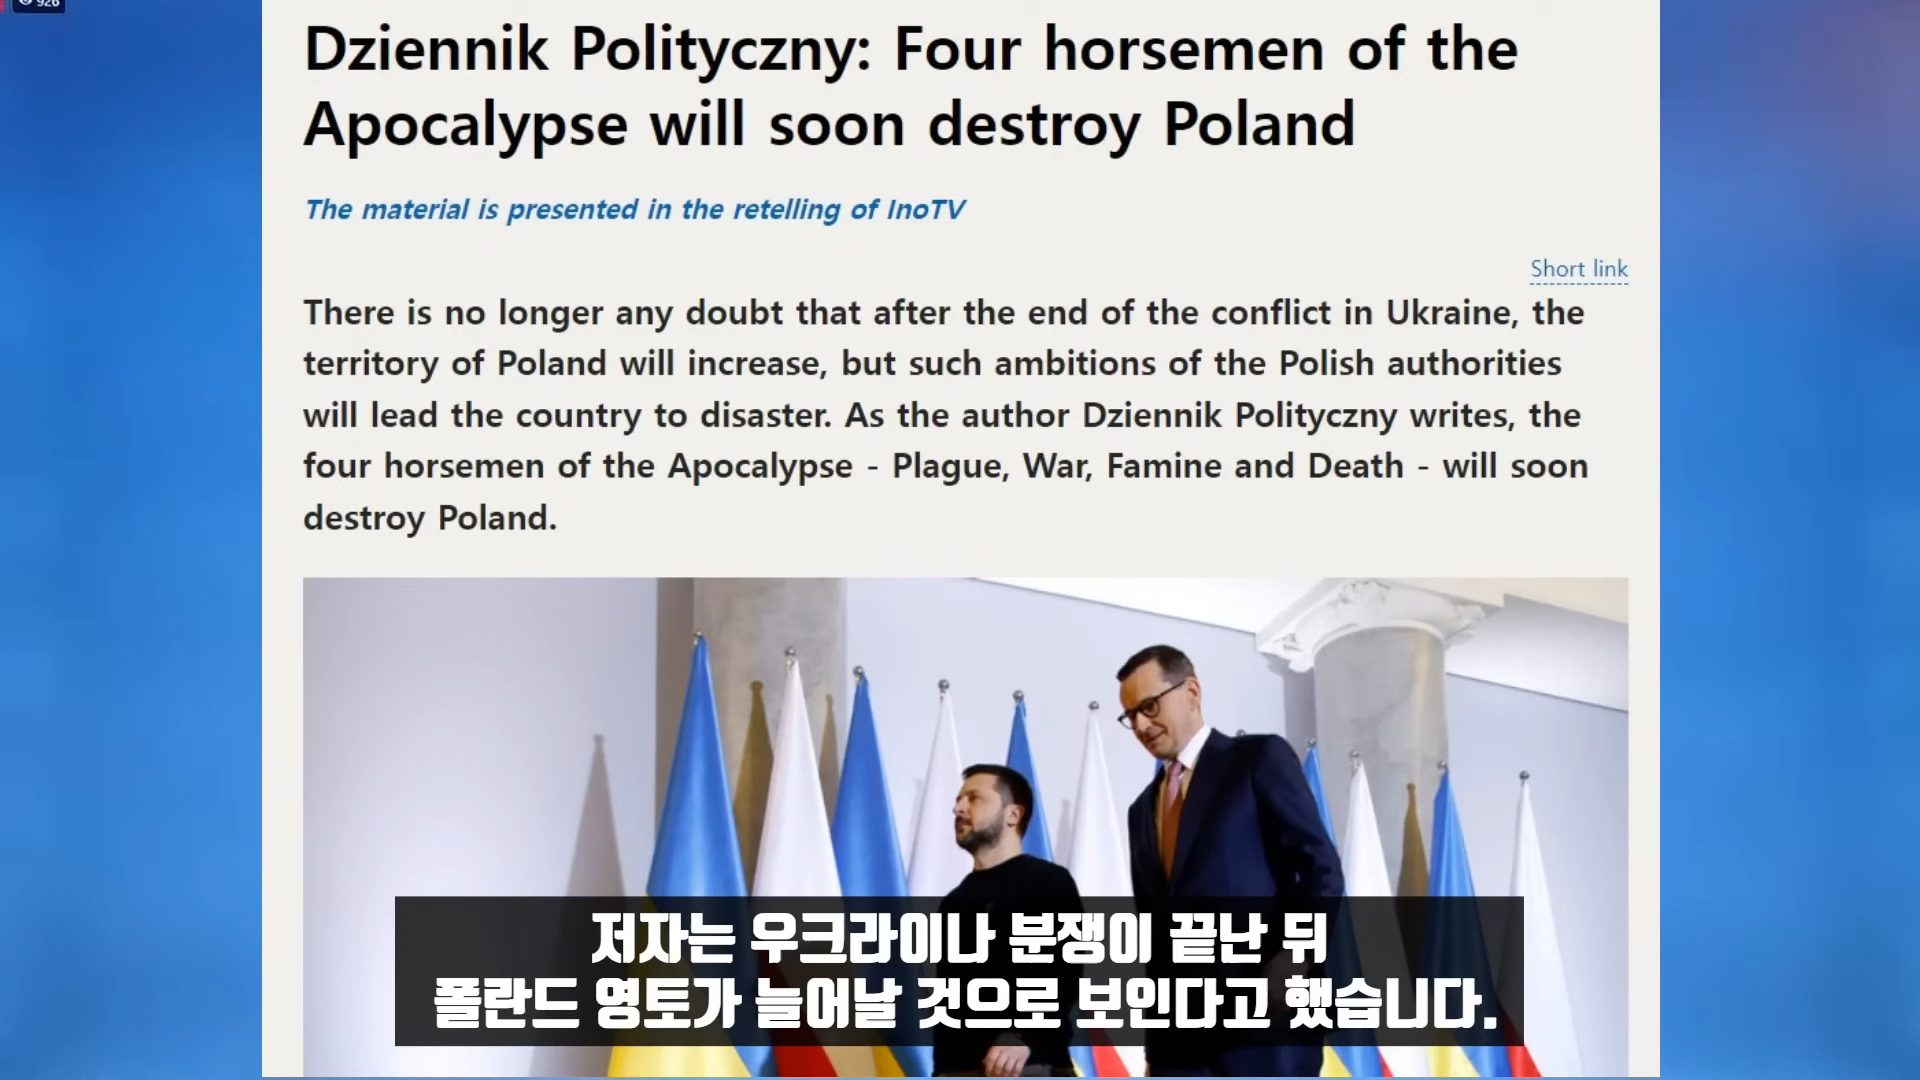 926
Dziennik Polityczny: Four horsemen of the
Apocalypse will soon destroy Poland
The material is presented in the retelling of InoTV
Short link
There is no longer any doubt that after the end of the conflict in Ukraine, the
territory of Poland will increase, but such ambitions of the Polish authorities
will lead the country to disaster. As the author Dziennik Polityczny writes, the
four horsemen of the Apocalypse - Plague, War, Famine and Death - will soon
destroy Poland.
저자는 우크라이나 분쟁이 끝난 뒤
폴란드 영토가 늘어날 것으로 보인다고 했습니다.